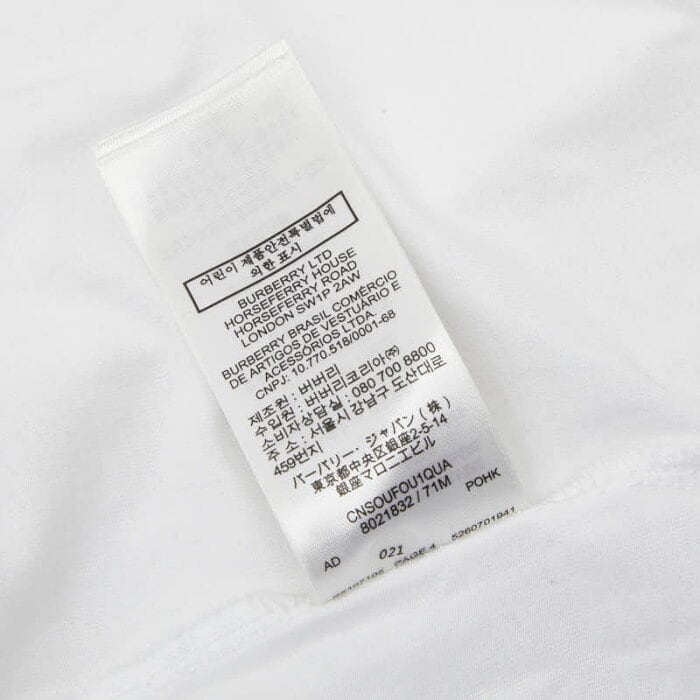 어린이 제품안전특별법에
의한 표시
BURBERRY LTD
HORSEFERRY HOUSE
HORSEFERRY ROAD
LONDON SW1P 2AW
BURBERRY BRASIL COMÉRCIO
DE ARTIGOS DE VESTUÁRIO E
ACESSÓRIOS LTDA.
CNPJ: 10.770.518/0001-68
제조원 : 버버리
수입원 : 버버리코리아㈜
소비자상담실 : 080 700 8800
주소 : 서울시 강남구 도산대로
459번지
バーバリー・ジャパン(株)
東京都中央区銀座2-5-14
銀座マロニエビル
CNSOUFOU1QUA
8021832 / 71M
AD 021 POHK
PAGE 4 5260701941